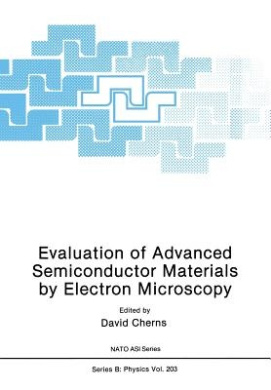 Evaluation of Advanced
Semiconductor Materials
by Electron Microscopy
Edited by
David Cherns
NATO ASI Series
Series B: Physics Vol. 203